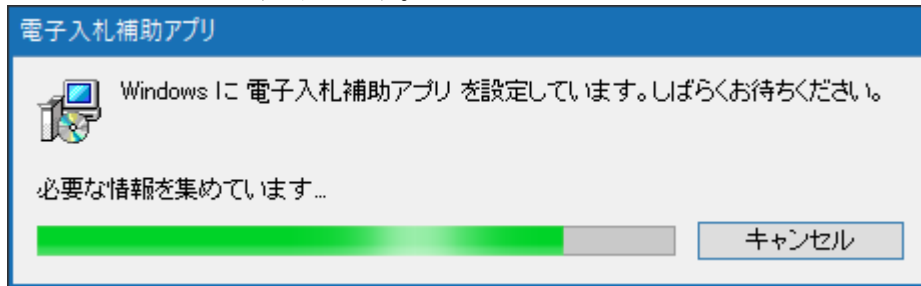 電子入札補助アプリ
Windows に 電子入札補助アプリ を設定しています。しばらくお待ちください。
必要な情報を集めています...
キャンセル